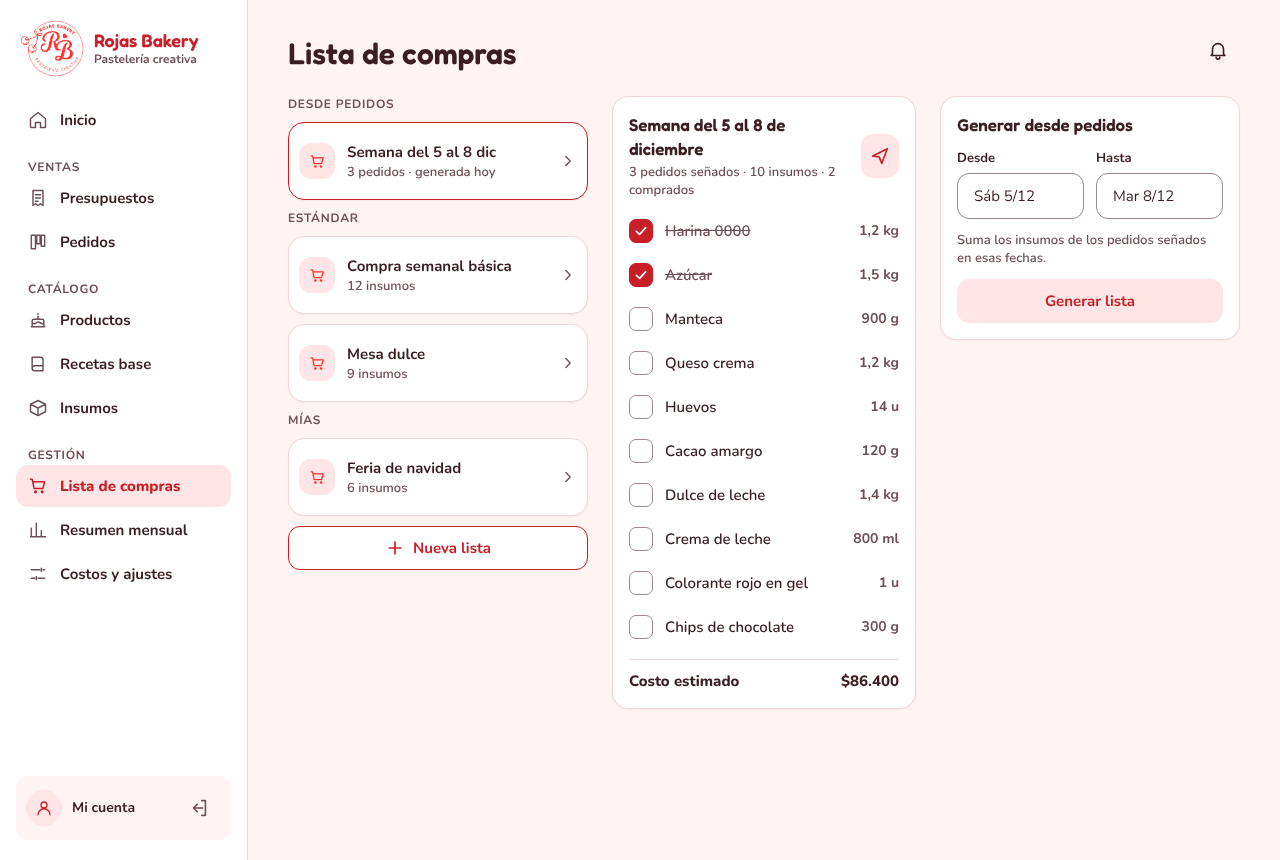 ROJAS BAKERY
RB
PASTELERÍA CREATIVA
Rojas Bakery
Pastelería creativa
Inicio
VENTAS
Presupuestos
Pedidos
CATÁLOGO
Productos
Recetas base
Insumos
GESTIÓN
Lista de compras
Resumen mensual
Costos y ajustes
Mi cuenta
Lista de compras
DESDE PEDIDOS
Semana del 5 al 8 dic
3 pedidos · generada hoy
ESTÁNDAR
Compra semanal básica
12 insumos
Mesa dulce
9 insumos
MÍAS
Feria de navidad
6 insumos
Nueva lista
Semana del 5 al 8 de
diciembre
3 pedidos señados · 10 insumos · 2
comprados
Harina 0000 1,2 kg
Azúcar 1,5 kg
Manteca 900 g
Queso crema 1,2 kg
Huevos 14 u
Cacao amargo 120 g
Dulce de leche 1,4 kg
Crema de leche 800 ml
Colorante rojo en gel 1 u
Chips de chocolate 300 g
Costo estimado $86.400
Generar desde pedidos
Desde Hasta
Sáb 5/12 Mar 8/12
Suma los insumos de los pedidos señados
en esas fechas.
Generar lista